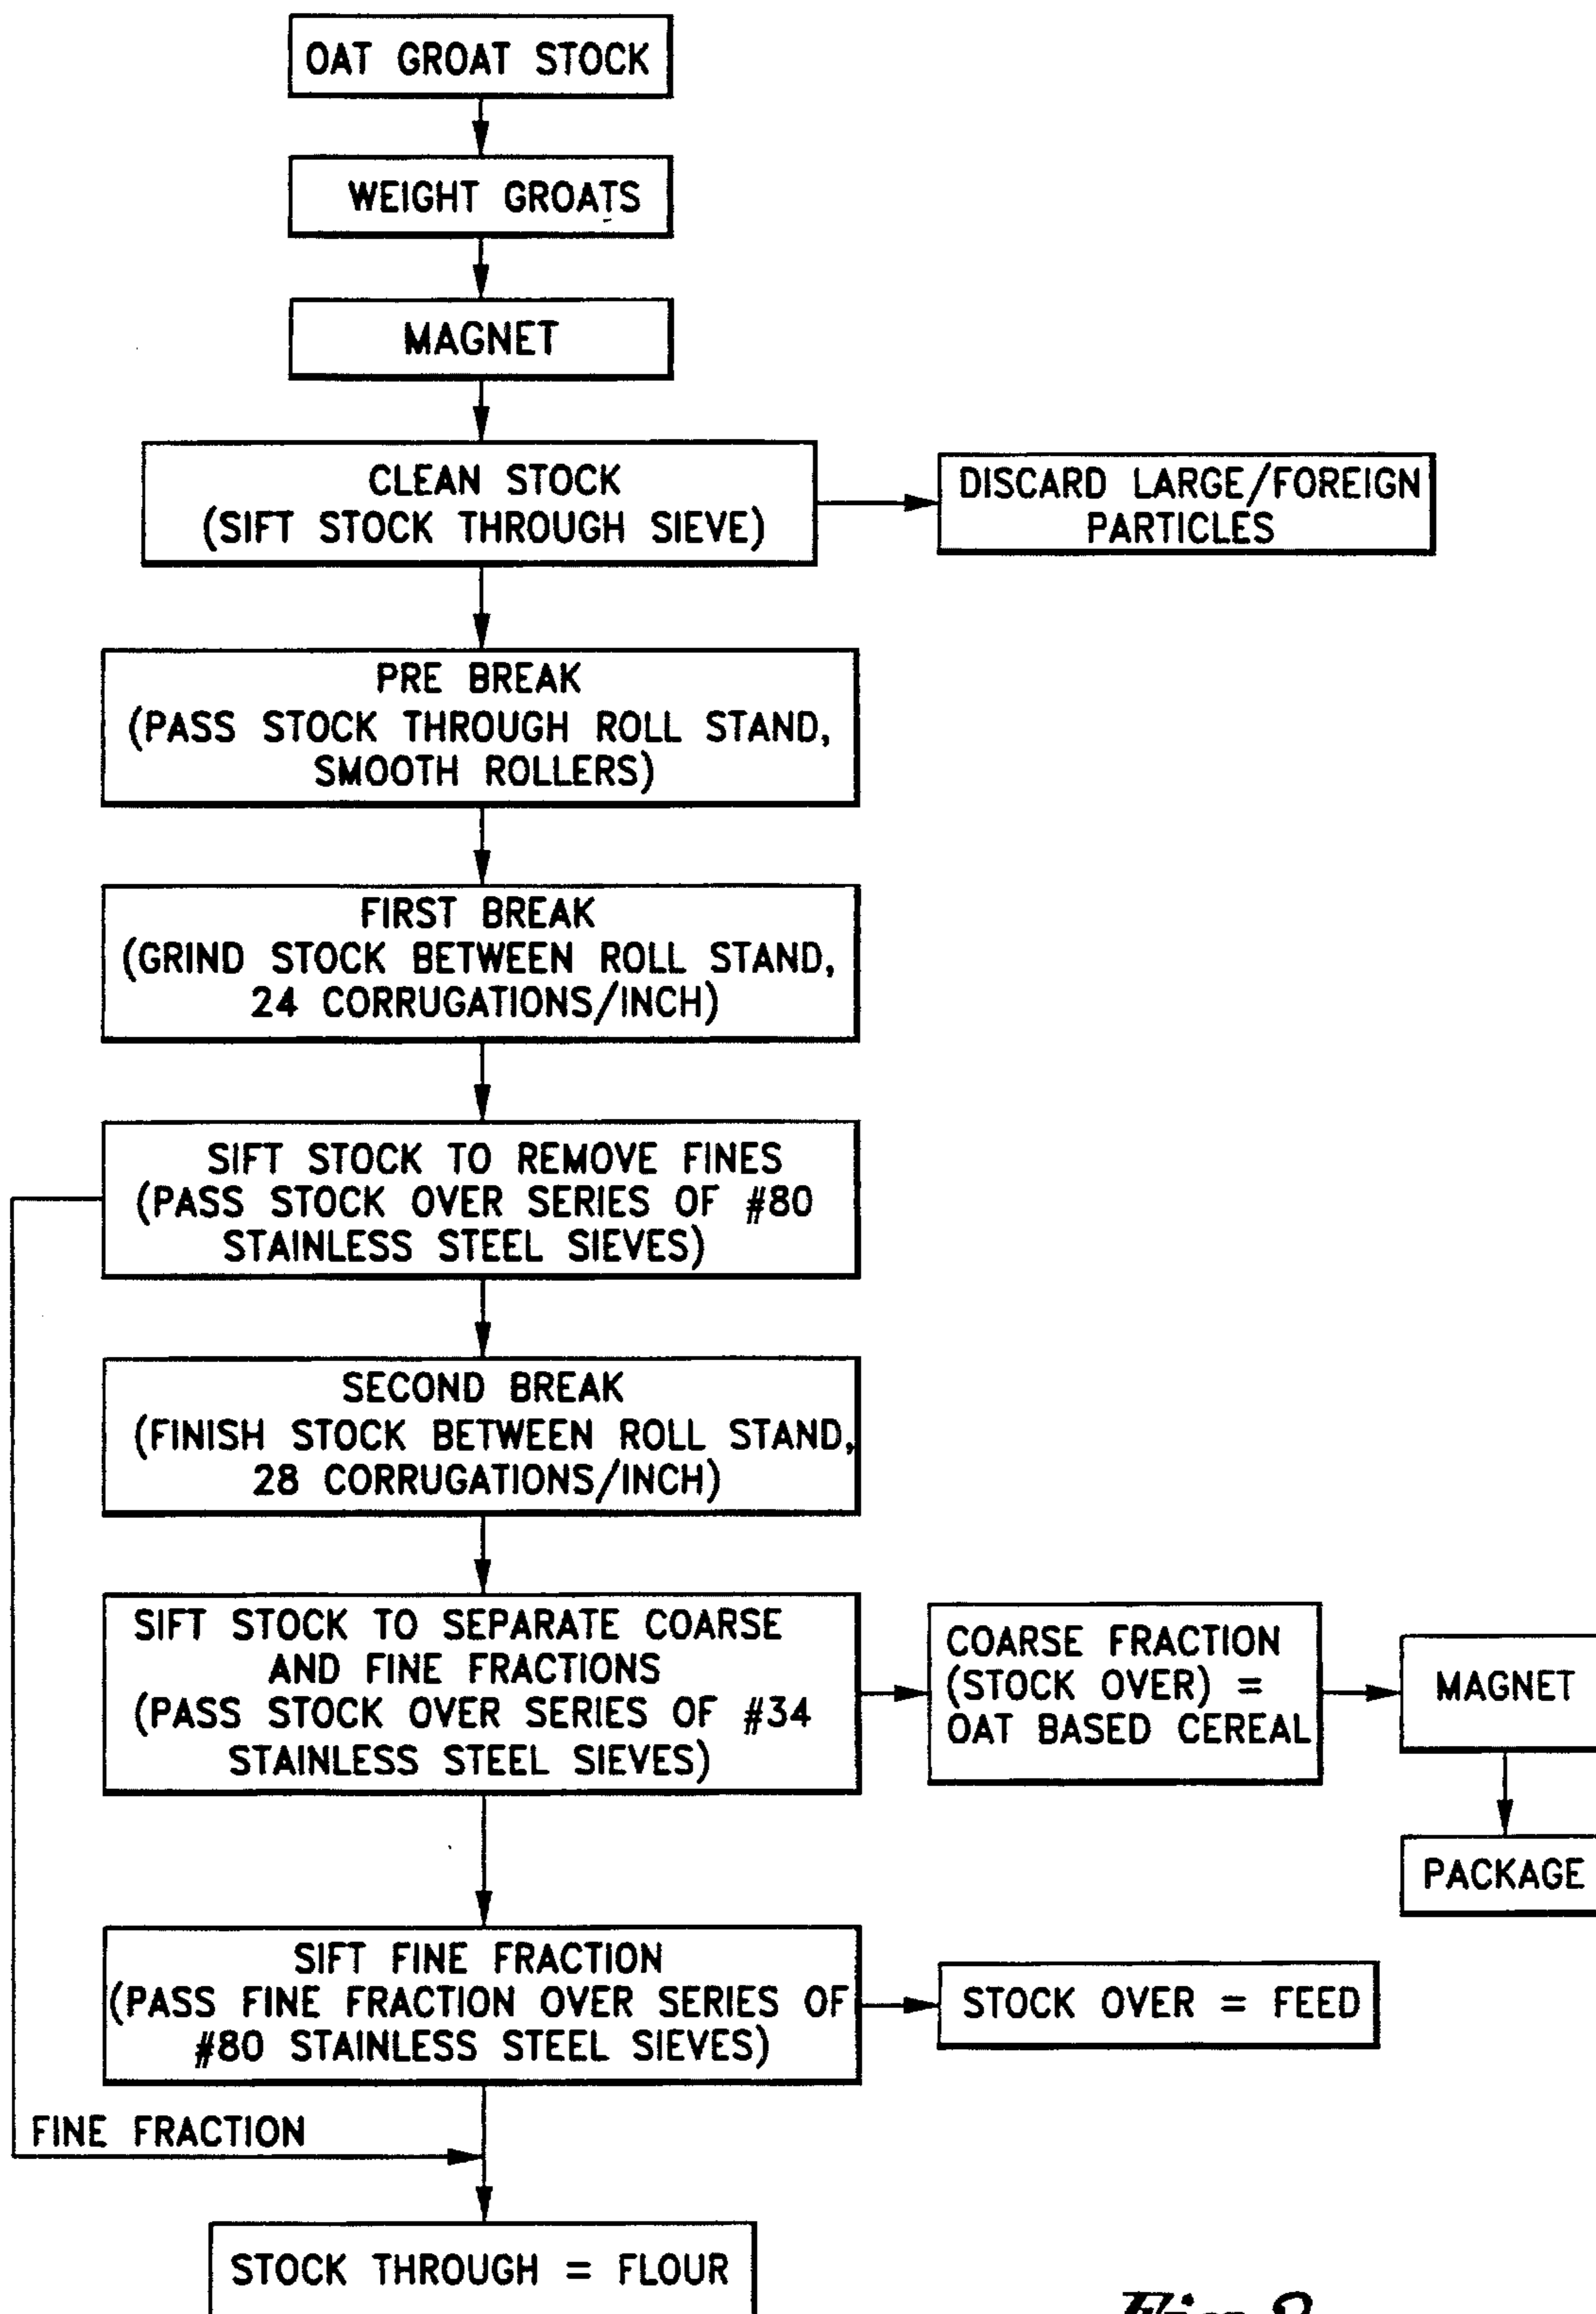 OAT GROAT STOCK
WEIGHT GROATS
MAGNET
CLEAN STOCK
(SIFT STOCK THROUGH SIEVE)
DISCARD LARGE/FOREIGN
PARTICLES
PRE BREAK
(PASS STOCK THROUGH ROLL STAND,
SMOOTH ROLLERS)
FIRST BREAK
(GRIND STOCK BETWEEN ROLL STAND,
24 CORRUGATIONS/INCH)
SIFT STOCK TO REMOVE FINES
(PASS STOCK OVER SERIES OF #80
STAINLESS STEEL SIEVES)
SECOND BREAK
(FINISH STOCK BETWEEN ROLL STAND,
28 CORRUGATIONS/INCH)
SIFT STOCK TO SEPARATE COARSE
AND FINE FRACTIONS
(PASS STOCK OVER SERIES OF #34
STAINLESS STEEL SIEVES)
COARSE FRACTION
(STOCK OVER) =
OAT BASED CEREAL
MAGNET
PACKAGE
SIFT FINE FRACTION
(PASS FINE FRACTION OVER SERIES OF
#80 STAINLESS STEEL SIEVES)
STOCK OVER = FEED
FINE FRACTION
STOCK THROUGH = FLOUR